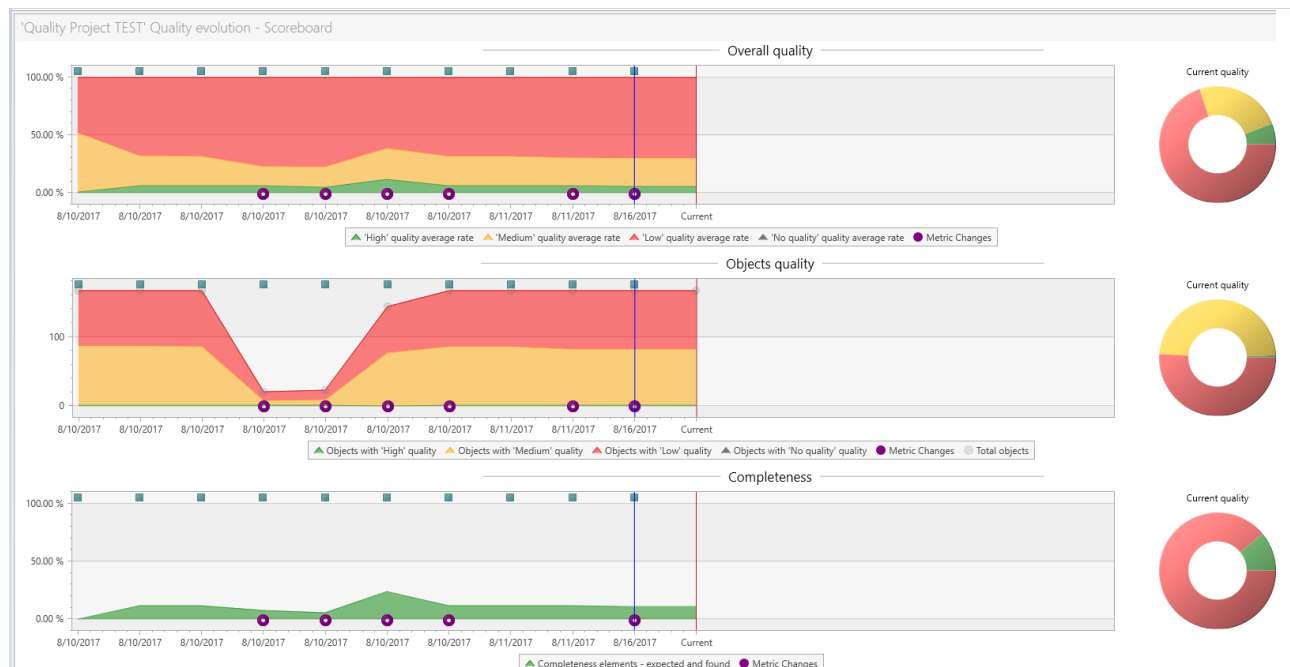 'Quality Project TEST' Quality evolution - Scoreboard
Overall quality
Current quality
100.00 %
50.00 %
0.00 %
8/10/2017 8/10/2017 8/10/2017 8/10/2017 8/10/2017 8/10/2017 8/10/2017 8/11/2017 8/11/2017 8/16/2017 Current
'High' quality average rate 'Medium' quality average rate 'Low' quality average rate 'No quality' quality average rate Metric Changes
Objects quality
Current quality
100
0
8/10/2017 8/10/2017 8/10/2017 8/10/2017 8/10/2017 8/10/2017 8/10/2017 8/11/2017 8/11/2017 8/16/2017 Current
Objects with 'High' quality Objects with 'Medium' quality Objects with 'Low' quality Objects with 'No quality' quality Metric Changes Total objects
Completeness
Current quality
100.00 %
50.00 %
0.00 %
8/10/2017 8/10/2017 8/10/2017 8/10/2017 8/10/2017 8/10/2017 8/10/2017 8/11/2017 8/11/2017 8/16/2017 Current
Completeness elements - expected and found Metric Changes